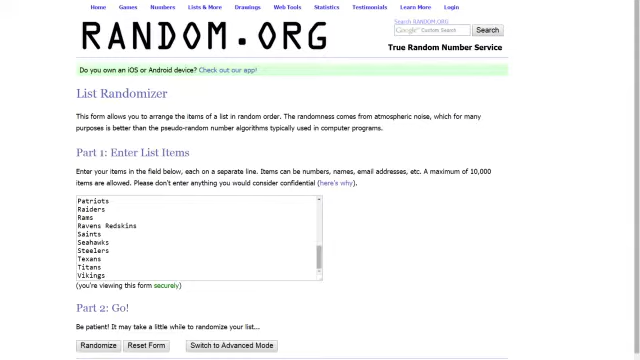 Home Games Numbers Lists & More Drawings Web Tools Statistics Testimonials Learn More Login
RANDOM.ORG
Search RANDOM.ORG
Google Custom Search Search
True Random Number Service
Do you own an iOS or Android device? Check out our app!
List Randomizer
This form allows you to arrange the items of a list in random order. The randomness comes from atmospheric noise, which for many
purposes is better than the pseudo-random number algorithms typically used in computer programs.
Part 1: Enter List Items
Enter your items in the field below, each on a separate line. Items can be numbers, names, email addresses, etc. A maximum of 10,000
items are allowed. Please don't enter anything you would consider confidential (here's why).
Patriots
Raiders
Rams
Ravens Redskins
Saints
Seahawks
Steelers
Texans
Titans
Vikings
(you're viewing this form securely)
Part 2: Go!
Be patient! It may take a little while to randomize your list...
Randomize Reset Form Switch to Advanced Mode